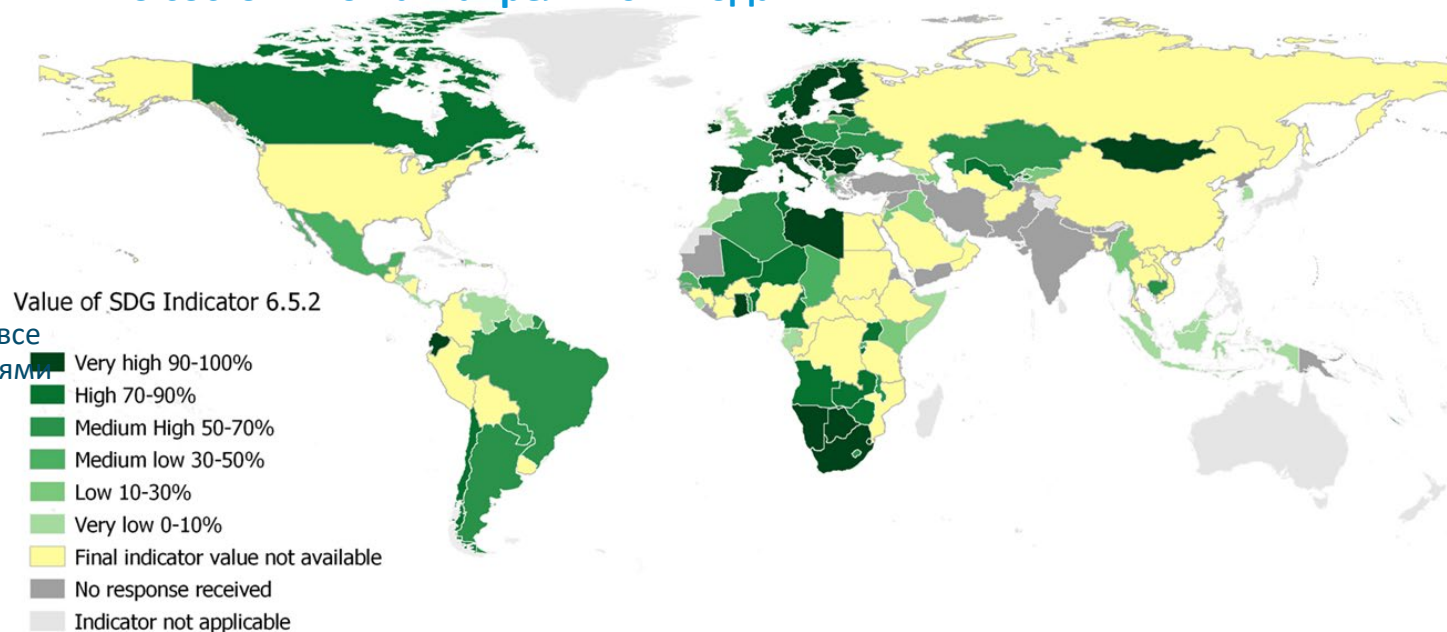 Value of SDG Indicator 6.5.2
все
ями
Very high 90-100%
High 70-90%
Medium High 50-70%
Medium low 30-50%
Low 10-30%
Very low 0-10%
Final indicator value not available
No response received
Indicator not applicable